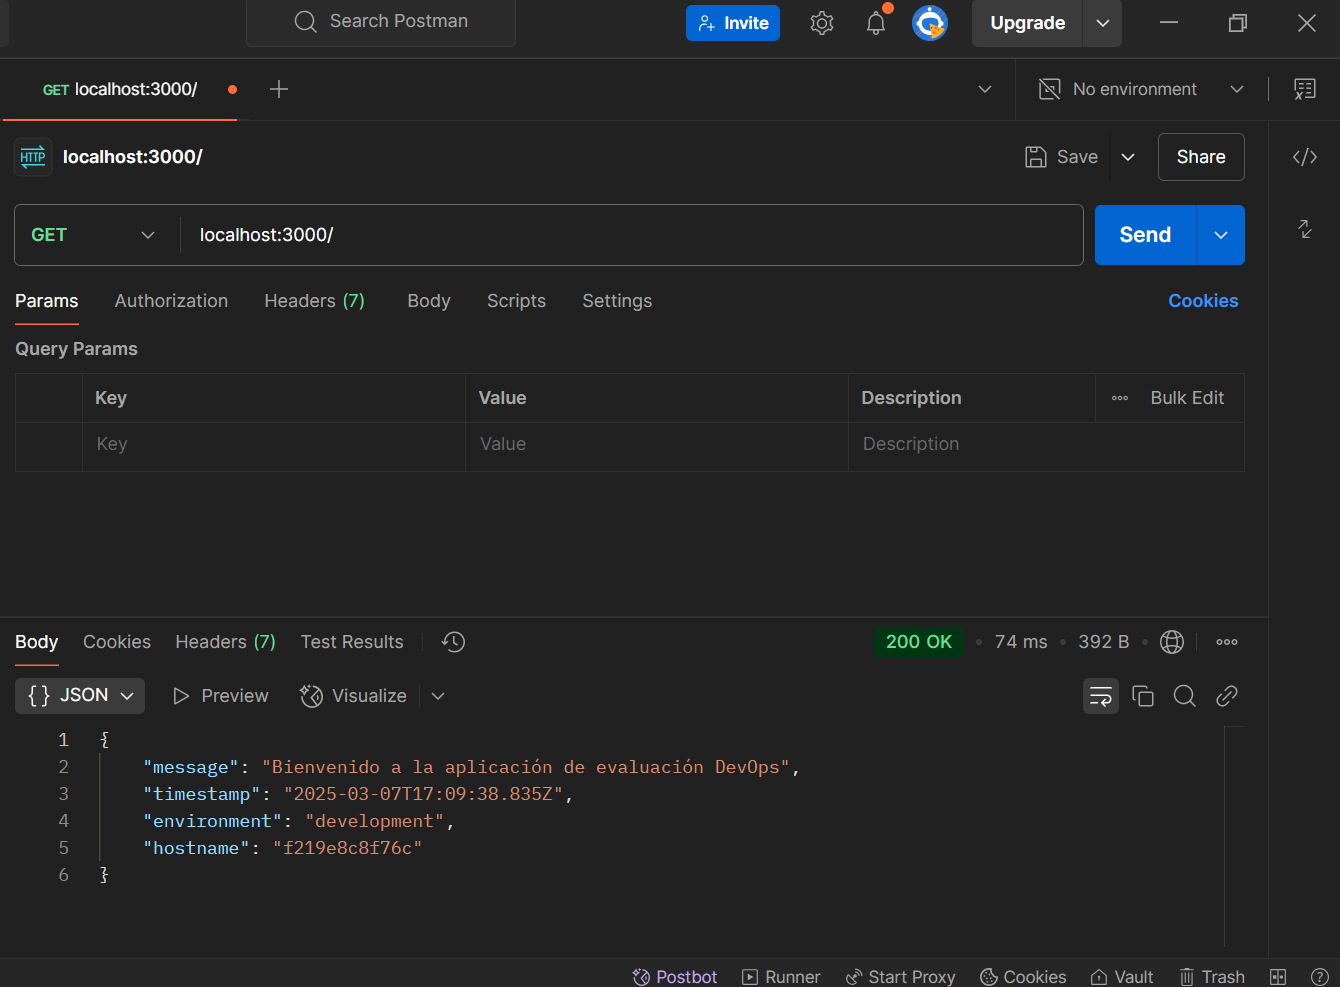 Search Postman
Invite
Upgrade
GET localhost:3000/
No environment
HTTP localhost:3000/
Save
Share
GET
localhost:3000/
Send
Params Authorization Headers (7) Body Scripts Settings Cookies
Query Params
Key Value Description Bulk Edit
Key Value Description
Body Cookies Headers (7) Test Results 200 OK 74 ms 392 B
{} JSON Preview Visualize
1 {
2 "message": "Bienvenido a la aplicación de evaluación DevOps",
3 "timestamp": "2025-03-07T17:09:38.835Z",
4 "environment": "development",
5 "hostname": "f219e8c8f76c"
6 }
Postbot Runner Start Proxy Cookies Vault Trash